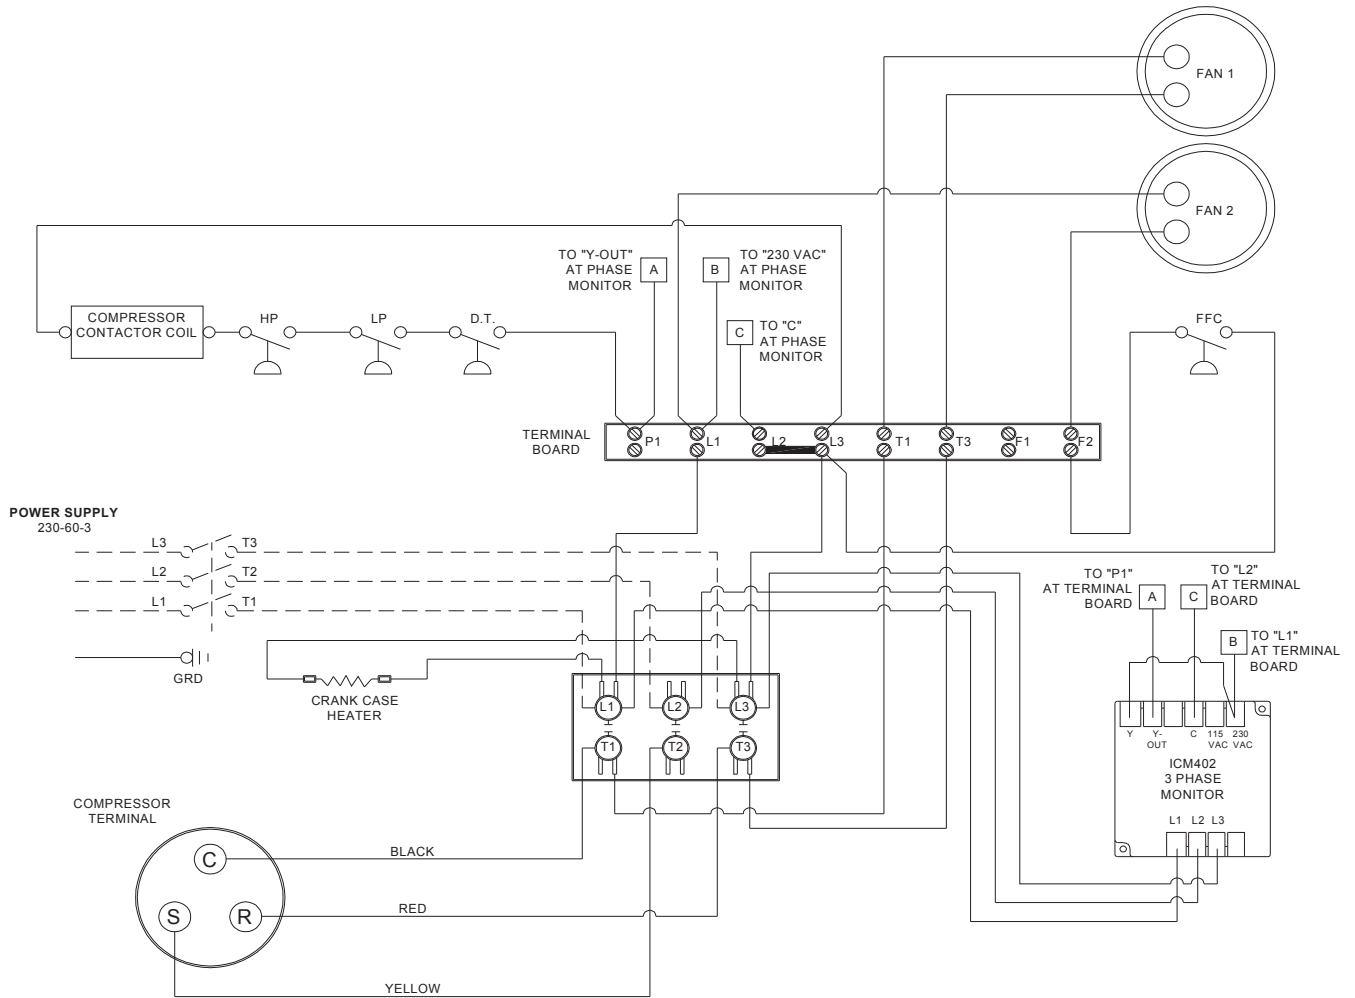 FAN 1
FAN 2
TO "Y-OUT"
AT PHASE
MONITOR
A
B
TO "230 VAC"
AT PHASE
MONITOR
C
TO "C"
AT PHASE
MONITOR
COMPRESSOR
CONTACTOR COIL
HP
LP
D.T.
FFC
TERMINAL
BOARD
P1
L1
L2
L3
T1
T3
F1
F2
POWER SUPPLY
230-60-3
L3
T3
L2
T2
L1
T1
GRD
CRANK CASE
HEATER
TO "P1"
AT TERMINAL
BOARD
A
C
TO "L2"
AT TERMINAL
BOARD
B
TO "L1"
AT TERMINAL
BOARD
L1
L2
L3
T1
T2
T3
Y
Y-
OUT
C
115
VAC
230
VAC
ICM402
3 PHASE
MONITOR
L1
L2
L3
COMPRESSOR
TERMINAL
C
S
R
BLACK
RED
YELLOW